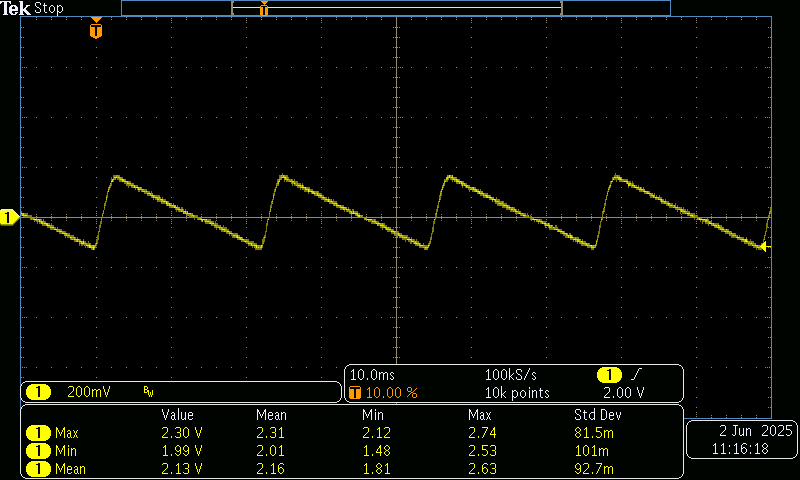 Tek Stop
T
T
1
1 200mV BW
10.0ms 100kS/s 1
T 10.00 % 10k points 2.00 V
Value Mean Min Max Std Dev
1 Max 2.30 V 2.31 2.12 2.74 81.5m
1 Min 1.99 V 2.01 1.48 2.53 101m
1 Mean 2.13 V 2.16 1.81 2.63 92.7m
2 Jun 2025
11:16:18